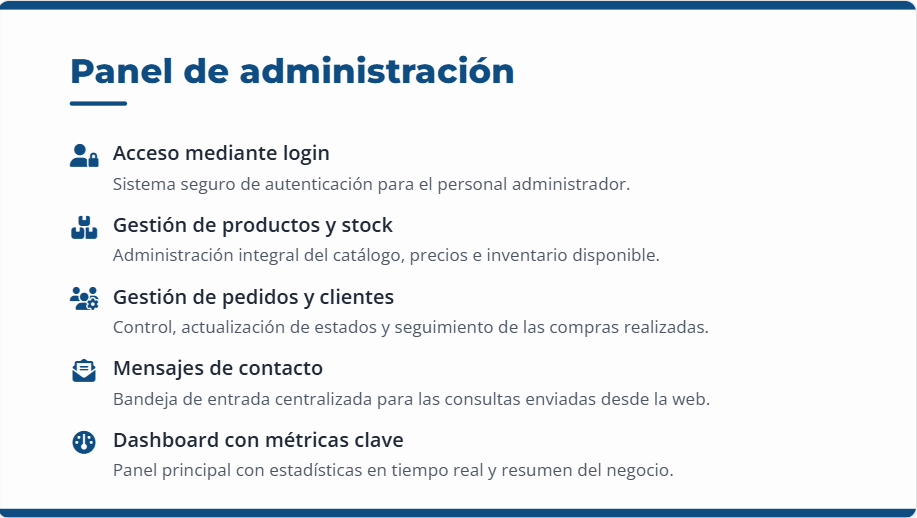 Panel de administración
Acceso mediante login
Sistema seguro de autenticación para el personal administrador.
Gestión de productos y stock
Administración integral del catálogo, precios e inventario disponible.
Gestión de pedidos y clientes
Control, actualización de estados y seguimiento de las compras realizadas.
Mensajes de contacto
Bandeja de entrada centralizada para las consultas enviadas desde la web.
Dashboard con métricas clave
Panel principal con estadísticas en tiempo real y resumen del negocio.